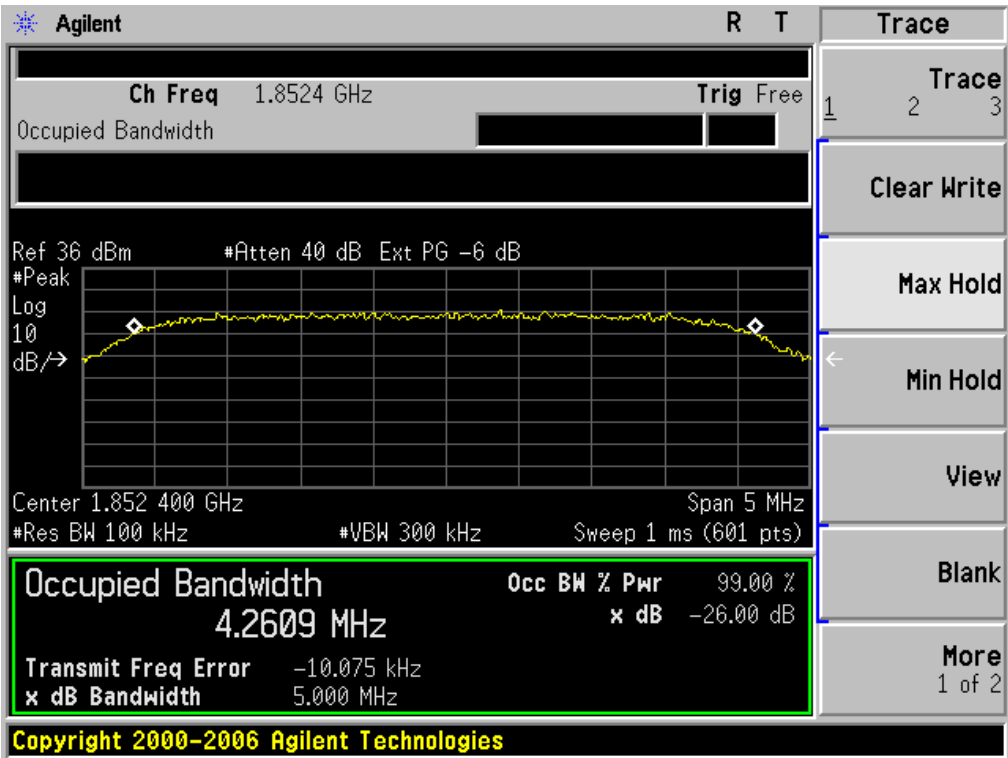 Agilent R T Trace
Trace
1 2 3
Ch Freq 1.8524 GHz Trig Free
Occupied Bandwidth
Clear Write
Ref 36 dBm #Atten 40 dB Ext PG -6 dB
#Peak
Log
10
dB/→
Max Hold
Min Hold
View
Center 1.852 400 GHz Span 5 MHz
#Res BW 100 kHz #VBW 300 kHz Sweep 1 ms (601 pts)
Occupied Bandwidth Occ BW % Pwr 99.00 %
4.2609 MHz x dB -26.00 dB
Blank
Transmit Freq Error -10.075 kHz
x dB Bandwidth 5.000 MHz
More
1 of 2
Copyright 2000-2006 Agilent Technologies